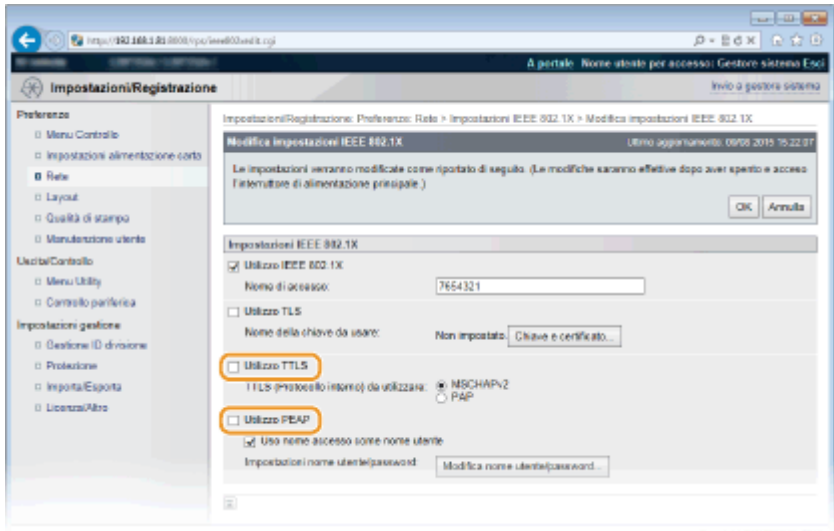 A portale Nome utente per accesso: Gestore sistema Esci
Impostazioni/Registrazione
Invio a gestore sistema
Preferenze
Menu Controllo
Impostazioni alimentazione carta
Rete
Layout
Qualità di stampa
Manutenzione utente
Uscita/Controllo
Menu Utility
Controllo periferica
Impostazioni gestione
Gestione ID divisione
Protezione
Importa/Esporta
Licenza/Altro
Impostazioni/Registrazione: Preferenze: Rete > Impostazioni IEEE 802.1X > Modifica impostazioni IEEE 802.1X
Modifica impostazioni IEEE 802.1X
Ultimo aggiornamento: 15:22:07
Le impostazioni verranno modificate come riportato di seguito. (Le modifiche saranno effettive dopo aver spento e acceso
l'interruttore di alimentazione principale.)
OK Annulla
Impostazioni IEEE 802.1X
Utilizzo IEEE 802.1X
Nome di accesso: 7654321
Utilizzo TLS
Nome della chiave da usare: Non impostato. Chiave e certificato...
Utilizzo TTLS
TTLS (Protocollo interno) da utilizzare: MSCHAPv2
PAP
Utilizzo PEAP
Uso nome accesso come nome utente
Impostazioni nome utente/password: Modifica nome utente/password...